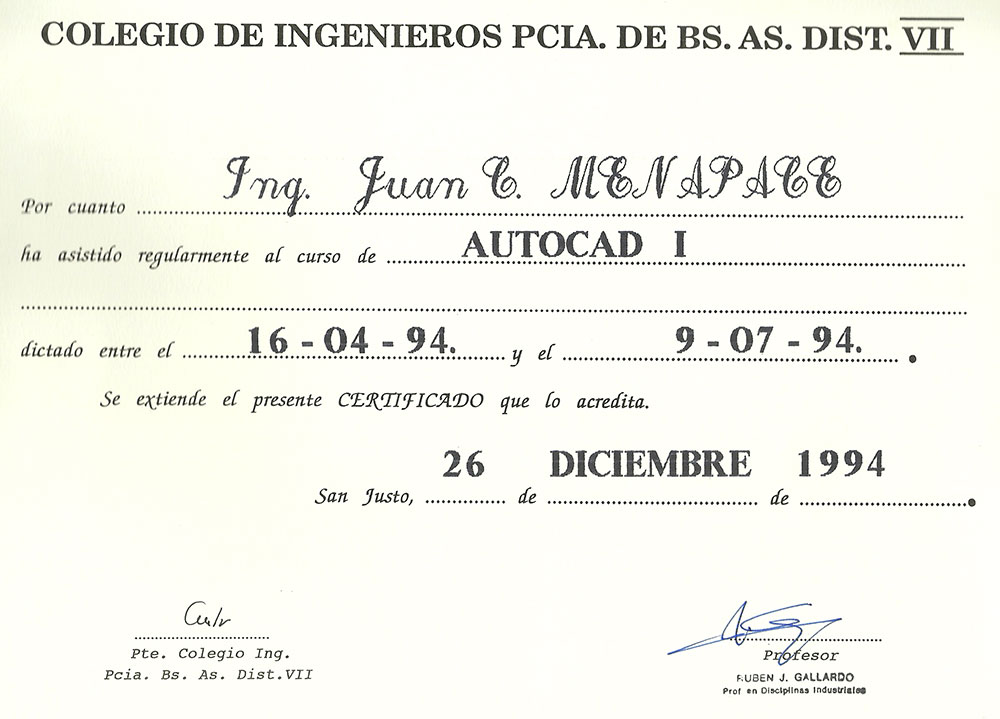 COLEGIO DE INGENIEROS PCIA. DE BS. AS. DIST. VII
Por cuanto Ing. Juan C. MENAPACE
ha asistido regularmente al curso de AUTOCAD I
dictado entre el 16 - 04 - 94. y el 9 - 07 - 94.
Se extiende el presente CERTIFICADO que lo acredita.
San Justo, 26 de DICIEMBRE de 1994.
Pte. Colegio Ing.
Pcia. Bs. As. Dist.VII
Profesor
RUBEN J. GALLARDO
Prof en Disciplinas Industriales